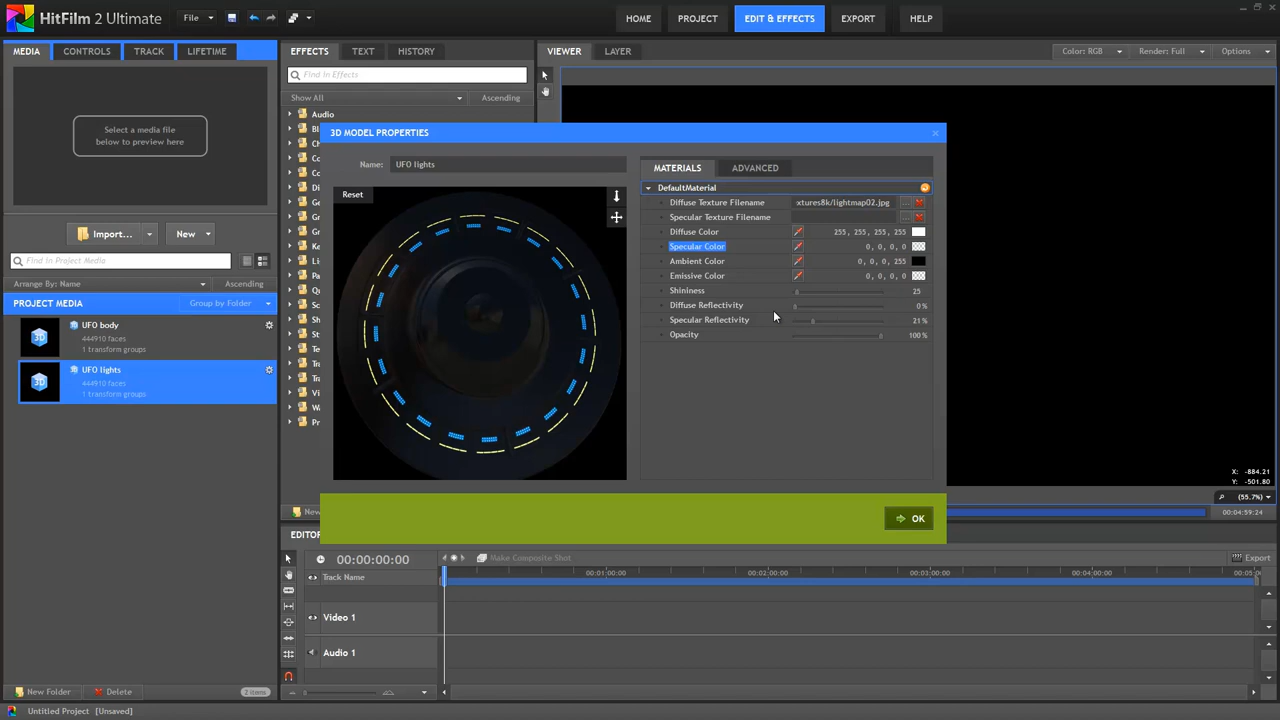 HitFilm 2 Ultimate
File
HOME
PROJECT
EDIT & EFFECTS
EXPORT
HELP
MEDIA
CONTROLS
TRACK
LIFETIME
EFFECTS
TEXT
HISTORY
VIEWER
LAYER
Color: RGB
Render: Full
Options
Select a media file
below to preview here
Find in Effects
Show All
Ascending
Audio
3D MODEL PROPERTIES
Name:
UFO lights
Reset
MATERIALS
ADVANCED
DefaultMaterial
Diffuse Texture Filename
xtures8k/lightmap02.jpg
Specular Texture Filename
Diffuse Color
255, 255, 255, 255
Specular Color
0, 0, 0, 0
Ambient Color
0, 0, 0, 255
Emissive Color
0, 0, 0, 0
Shininess
25
Diffuse Reflectivity
0%
Specular Reflectivity
21%
Opacity
100%
OK
Import...
New
Find in Project Media
Arrange By: Name
Ascending
PROJECT MEDIA
Group by Folder
3D
UFO body
444910 faces
1 transform groups
3D
UFO lights
444910 faces
1 transform groups
X: -884.21
Y: -501.80
(55.7%)
New
00:04:59:24
EDITOR
00:00:00:00
Make Composite Shot
Export
Track Name
00:01:00:00
00:02:00:00
00:03:00:00
00:04:00:00
Video 1
Audio 1
New Folder
Delete
2 items
Untitled Project [Unsaved]